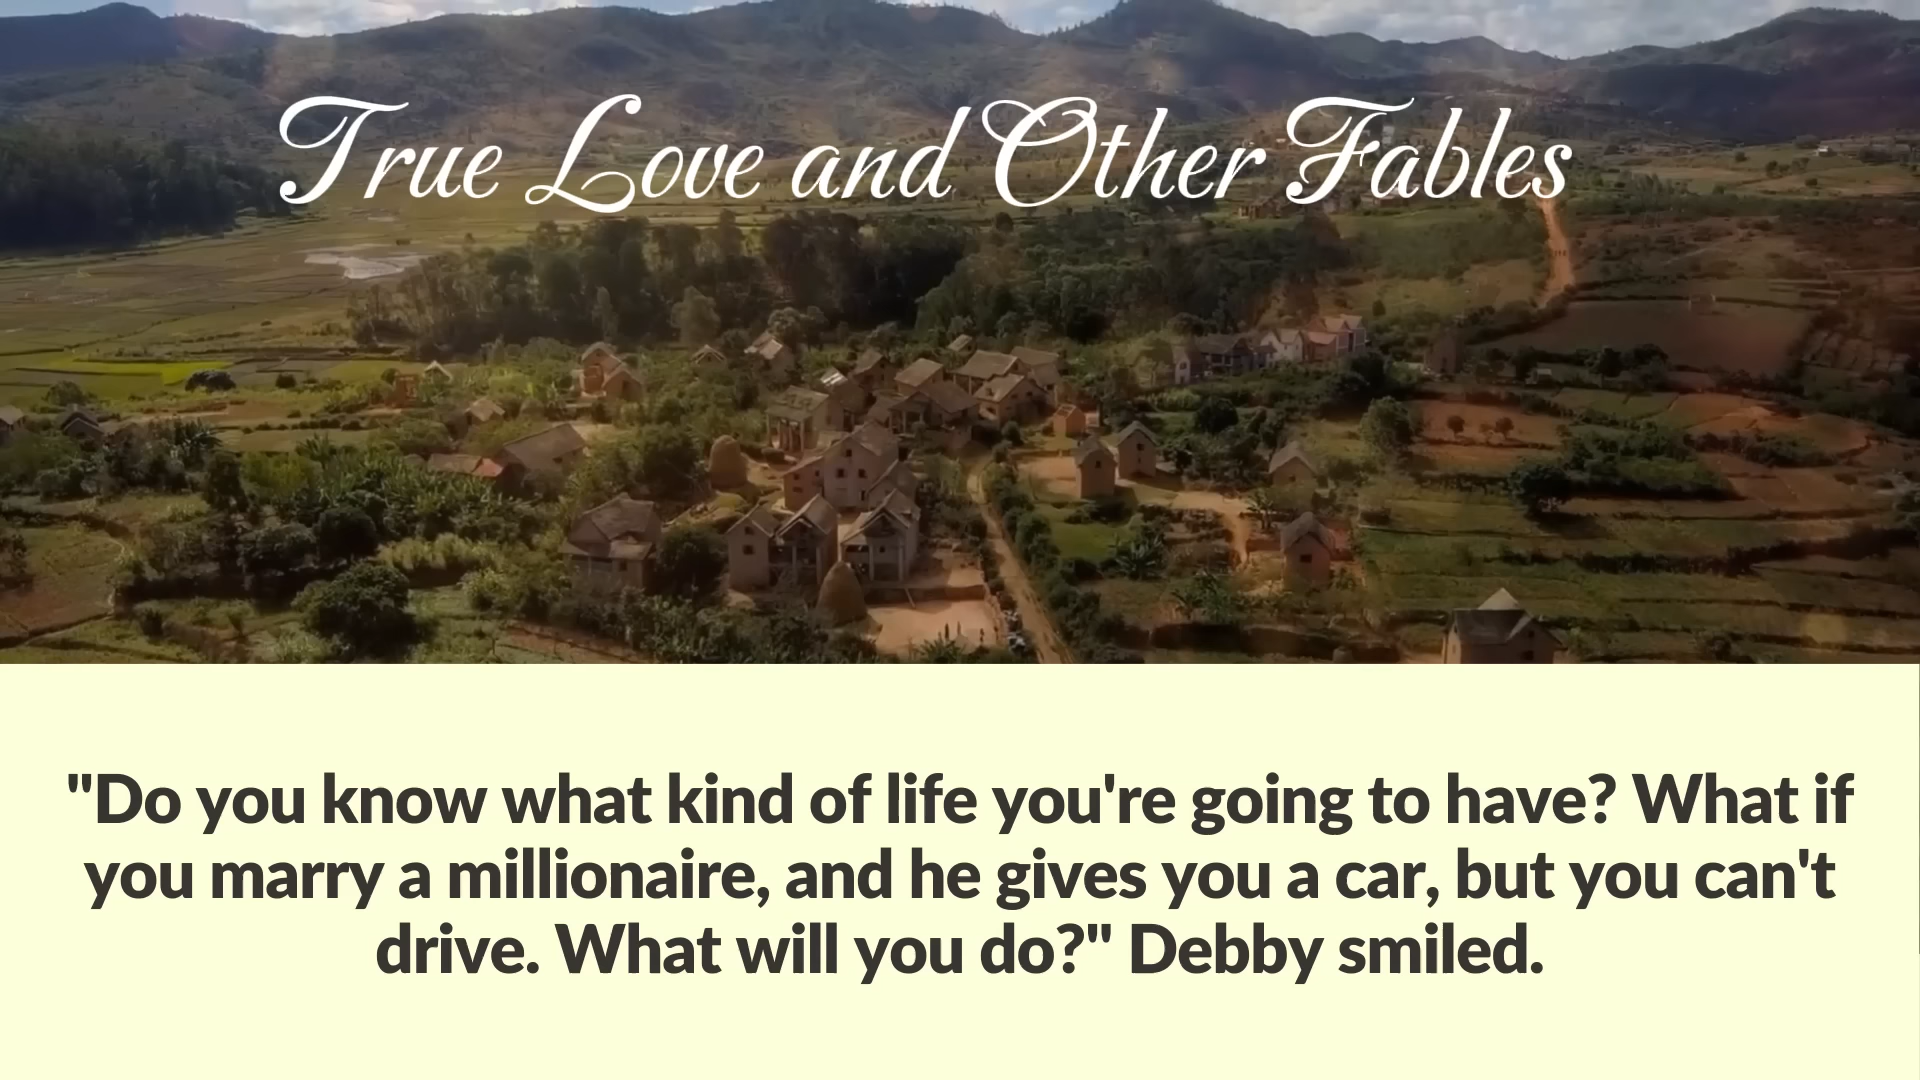 True Love and Other Fables
"Do you know what kind of life you're going to have? What if
you marry a millionaire, and he gives you a car, but you can't
drive. What will you do?" Debby smiled.